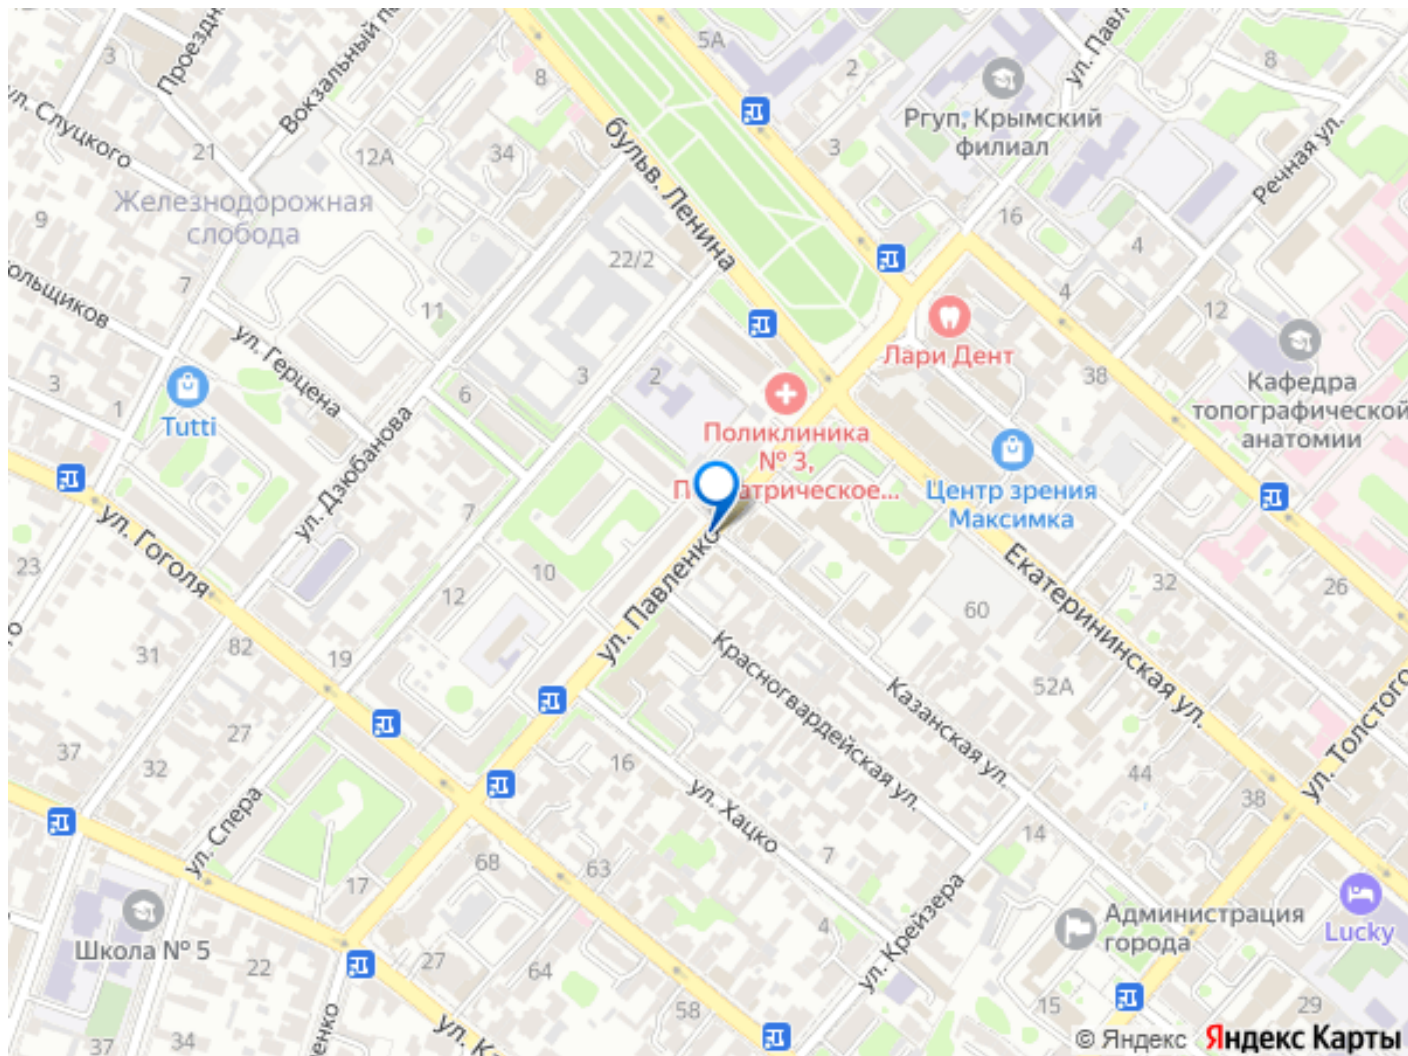 5А
ул. Павл
3
Проездн
Вокзальный п
8
2
8
ул. Слуцкого
Ргуп, Крымский
филиал
бульв. Ленина
Речная ул.
21
12А
34
3
Железнодорожная
слобода
9
16
4
22/2
7
ольщиков
11
4
12
ул. Герцена
Лари Дент
Кафедра
топографической
анатомии
3
6
3
2
38
1
Tutti
Поликлиника
№ 3,
ул. Дзюбанова
Центр зрения
Максимка
7
ул. Гоголя
23
10
12
ул. Павленко
Екатерининская ул.
32
26
60
31
82
19
Красногвардейская ул.
Казанская ул.
52А
ул. Толстого
37
27
32
16
44
38
ул. Спера
ул. Хацко
14
68
63
7
17
ул. Крейзера
4
Школа № 5
Администрация
города
Lucky
22
27
64
58
15
29
34
37
© Яндекс Яндекс Карты